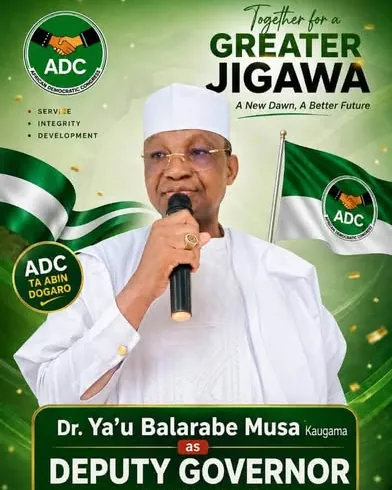 ADC
AFRICAN DEMOCRATIC CONGRESS
• SERVICE
• INTEGRITY
• DEVELOPMENT
Together for a
GREATER
JIGAWA
A New Dawn, A Better Future
ADC
AFRICAN DEMOCRATIC CONGRESS
ADC
TA ABIN
DOGARO
Dr. Ya'u Balarabe Musa Kaugama
as
DEPUTY GOVERNOR